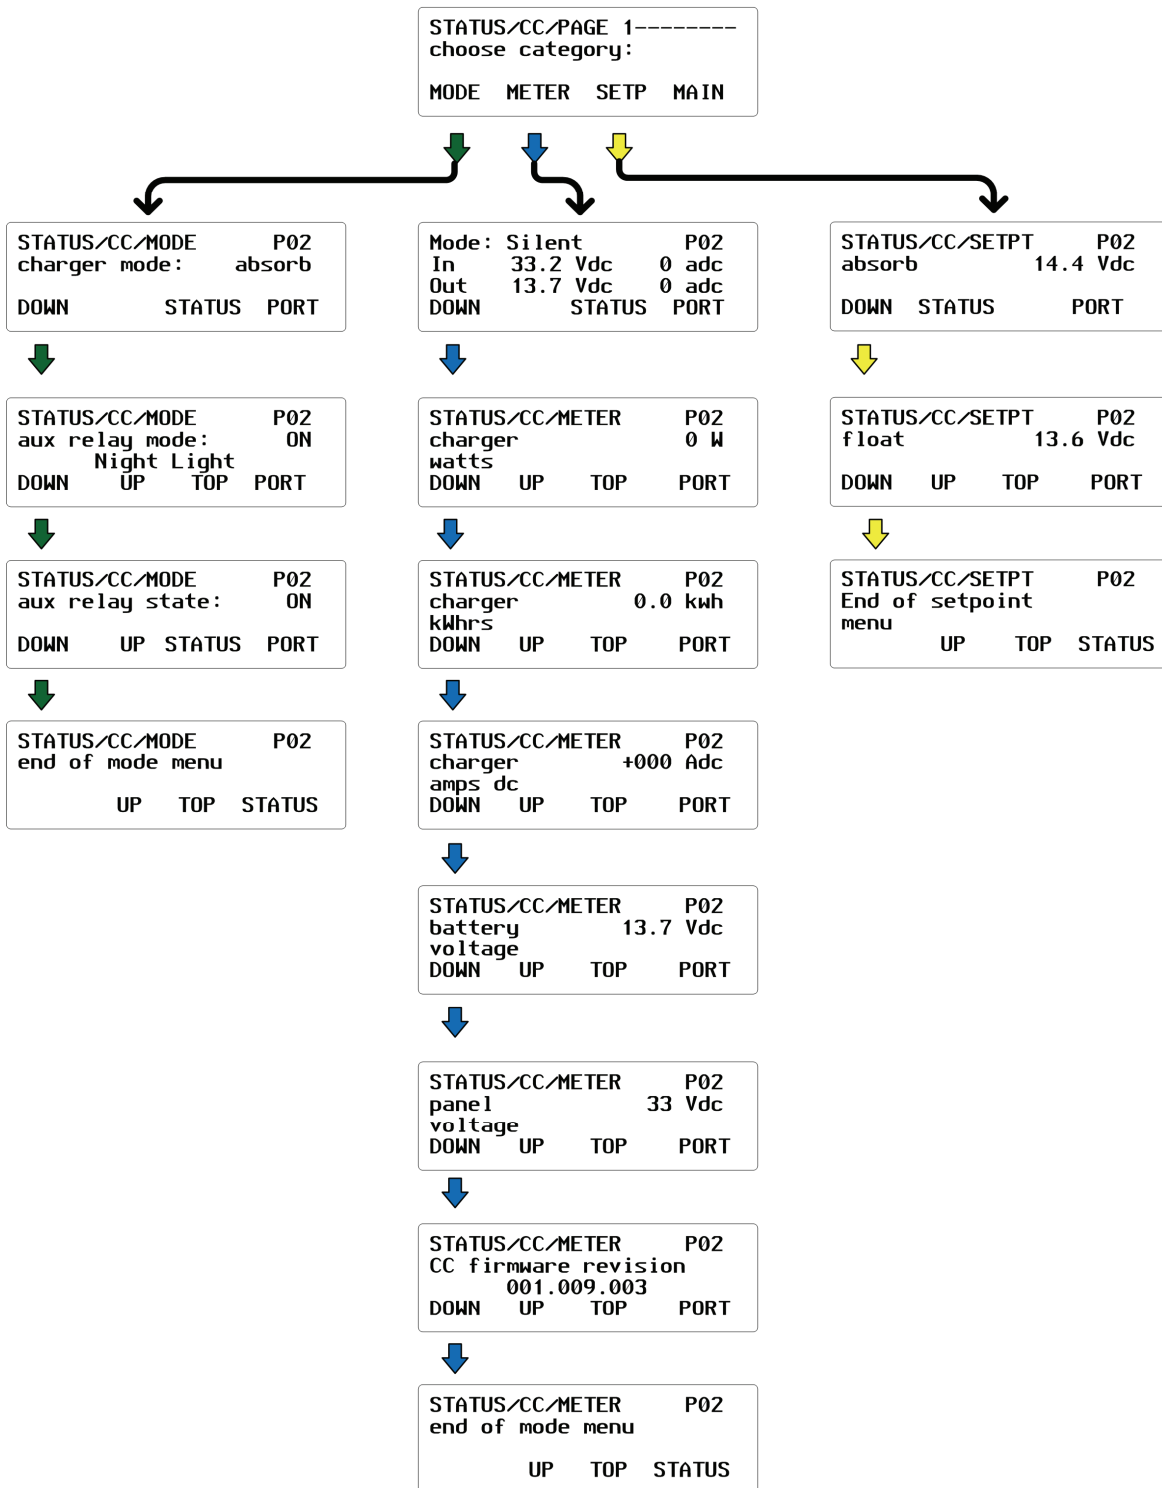 STATUS/CC/PAGE 1--------
choose category:
MODE METER SETP MAIN
STATUS/CC/MODE P02
charger mode: absorb
DOWN STATUS PORT
STATUS/CC/MODE P02
aux relay mode: ON
Night Light
DOWN UP TOP PORT
STATUS/CC/MODE P02
aux relay state: ON
DOWN UP STATUS PORT
STATUS/CC/MODE P02
end of mode menu
UP TOP STATUS
Mode: Silent P02
In 33.2 Vdc 0 adc
Out 13.7 Vdc 0 adc
DOWN STATUS PORT
STATUS/CC/METER P02
charger 0 W
watts
DOWN UP TOP PORT
STATUS/CC/METER P02
charger 0.0 kwh
kWhrs
DOWN UP TOP PORT
STATUS/CC/METER P02
charger +000 Adc
amps dc
DOWN UP TOP PORT
STATUS/CC/METER P02
battery 13.7 Vdc
voltage
DOWN UP TOP PORT
STATUS/CC/METER P02
panel 33 Vdc
voltage
DOWN UP TOP PORT
STATUS/CC/METER P02
CC firmware revision
001.009.003
DOWN UP TOP PORT
STATUS/CC/METER P02
end of mode menu
UP TOP STATUS
STATUS/CC/SETPT P02
absorb 14.4 Vdc
DOWN STATUS PORT
STATUS/CC/SETPT P02
float 13.6 Vdc
DOWN UP TOP PORT
STATUS/CC/SETPT P02
End of setpoint
menu
UP TOP STATUS